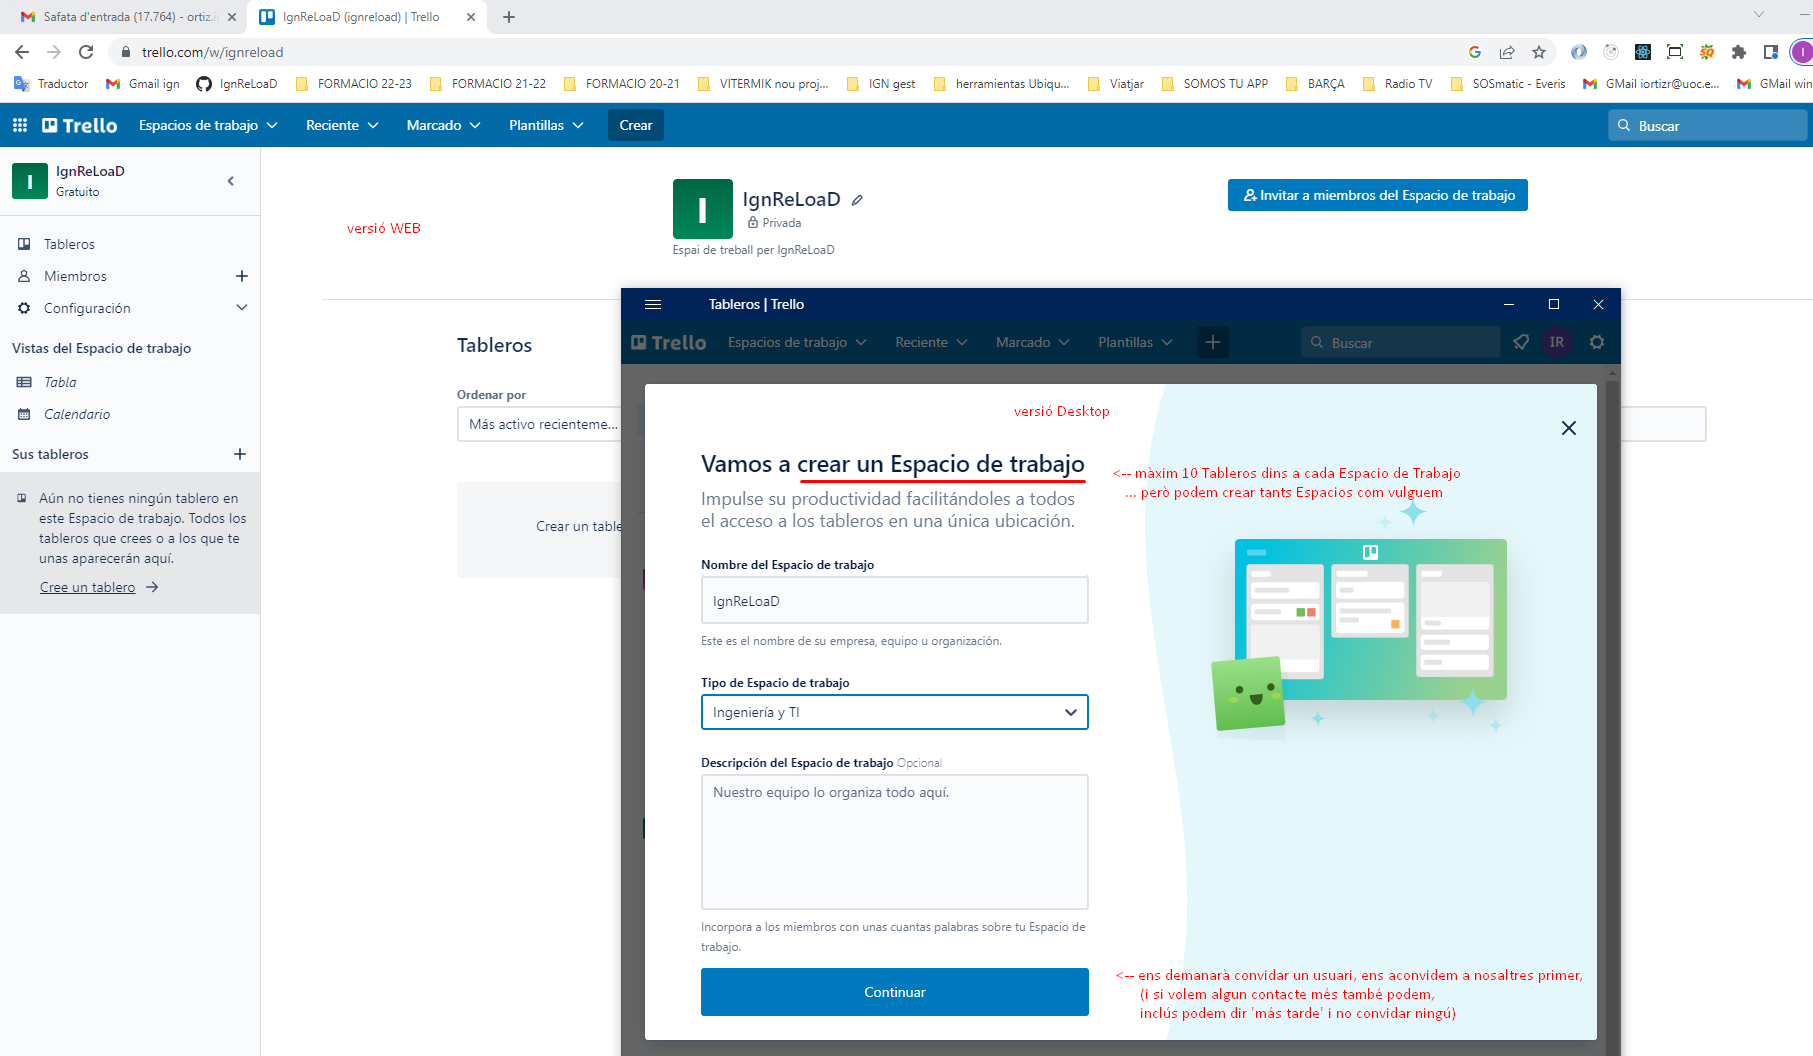 Safata d'entrada (17.764) - ortiz.i
IgnReLoaD (ignreload) | Trello
trello.com/w/ignreload
Traductor
Gmail ign
IgnReLoaD
FORMACIO 22-23
FORMACIO 21-22
FORMACIO 20-21
VITERMIK nou proj...
IGN gest
herramientas Ubiqu...
Viatjar
SOMOS TU APP
BARÇA
Radio TV
SOSmatic - Everis
GMail iortizr@uoc.e...
GMail win
Trello
Espacios de trabajo
Reciente
Marcado
Plantillas
Crear
Buscar
I
IgnReLoaD
Gratuito
Tableros
Miembros
Configuración
Vistas del Espacio de trabajo
Tabla
Calendario
Sus tableros
Aún no tienes ningún tablero en
este Espacio de trabajo. Todos los
tableros que crees o a los que te
unas aparecerán aquí.
Cree un tablero
versió WEB
I
IgnReLoaD
Privada
Espai de treball per IgnReLoaD
Invitar a miembros del Espacio de trabajo
Tableros
Ordenar por
Más activo recienteme...
Crear un table
Tableros | Trello
Trello
Espacios de trabajo
Reciente
Marcado
Plantillas
Buscar
IR
versió Desktop
Vamos a crear un Espacio de trabajo
Impulse su productividad facilitándoles a todos
el acceso a los tableros en una única ubicación.
<-- màxim 10 Tableros dins a cada Espacio de Trabajo
... però podem crear tants Espacios com vulguem
Nombre del Espacio de trabajo
IgnReLoaD
Este es el nombre de su empresa, equipo u organización.
Tipo de Espacio de trabajo
Ingeniería y TI
Descripción del Espacio de trabajo Opcional
Nuestro equipo lo organiza todo aquí.
Incorpora a los miembros con unas cuantas palabras sobre tu Espacio de
trabajo.
Continuar
<-- ens demanarà convidar un usuari, ens aconvidem a nosaltres primer,
(i si volem algun contacte més també podem,
inclús podem dir 'más tarde' i no convidar ningú)